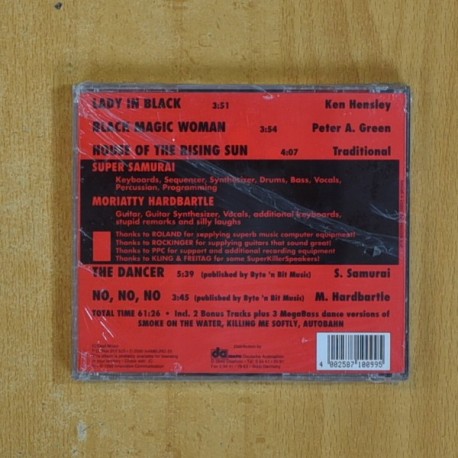 LADY IN BLACK 3:51 Ken Hensley
BLACK MAGIC WOMAN 3:54 Peter A. Green
HOUSE OF THE RISING SUN 4:07 Traditional
SUPER SAMURAI
Keyboards, Sequencer, Synthesizer, Drums, Bass, Vocals,
Percussion, Programming
MORIATTY HARDBARTLE
Guitar, Guitar Synthesizer, Vocals, additional keyboards,
stupid remarks and silly laughs
Thanks to ROLAND for supplying superb music computer equipment!
Thanks to ROCKINGER for supplying guitars that sound great!
Thanks to PPC for support and additional recording equipment
Thanks to KLING & FREITAG for some SuperKillerSpeakers!
THE DANCER 5:39 (published by Byte 'n Bit Music) S. Samurai
NO, NO, NO 3:45 (published by Byte 'n Bit Music) M. Hardbartle
TOTAL TIME 61:26 • Incl. 2 Bonus Tracks plus 3 MegaBass dance versions of
SMOKE ON THE WATER, KILLING ME SOFTLY, AUTOBAHN
da
4 002587 180995